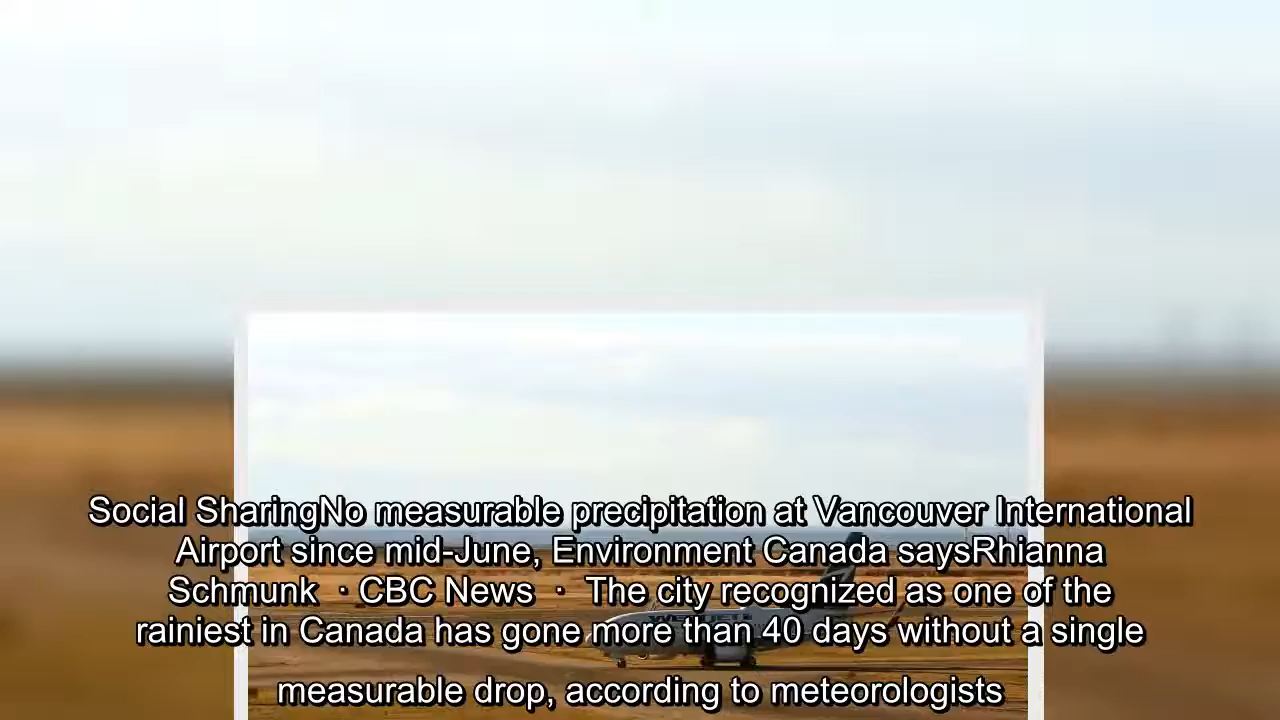 Social SharingNo measurable precipitation at Vancouver International
Airport since mid-June, Environment Canada saysRhianna
Schmunk · CBC News · The city recognized as one of the
rainiest in Canada has gone more than 40 days without a single
measurable drop, according to meteorologists
WESTJET